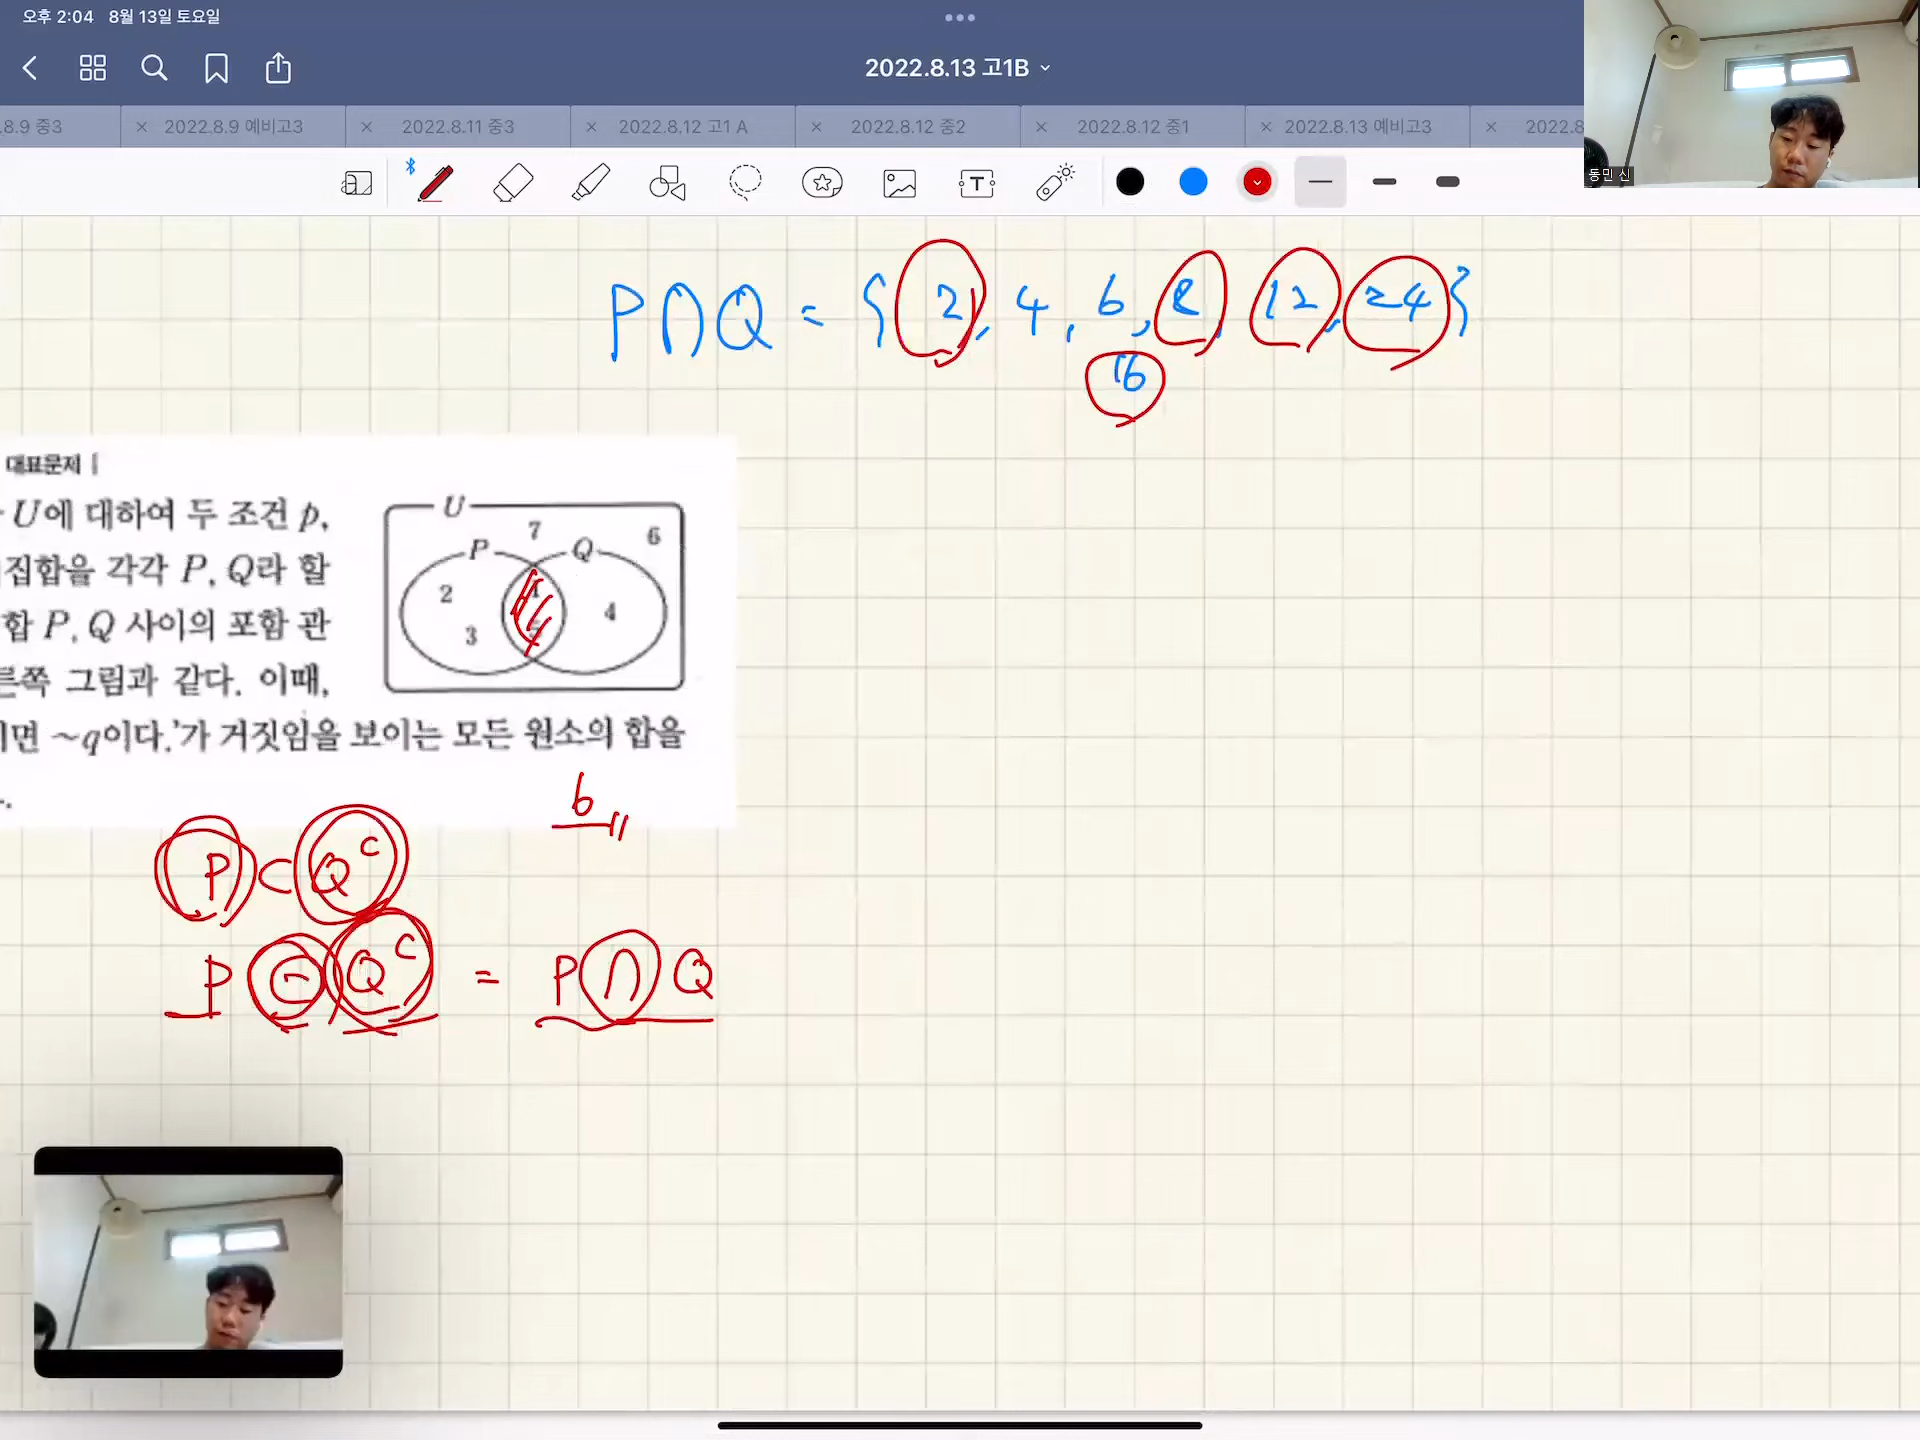 오후 2:04 8월 13일 토요일
2022.8.13 고1B
.8.9 중3
2022.8.9 예비고3
2022.8.11 중3
2022.8.12 고1 A
2022.8.12 중2
2022.8.12 중1
2022.8.13 예비고3
2022.8
동민 신
P∩Q = { 2, 4, 6, 8, 12, 24 }
16
대표문제
U에 대하여 두 조건 p,
집합을 각각 P, Q라 할
합 P, Q 사이의 포함 관
른쪽 그림과 같다. 이때,
이면 ~q이다.'가 거짓임을 보이는 모든 원소의 합을
U
7
6
P
Q
2
4
3
6
P⊂Q^C
P-Q^C = P∩Q